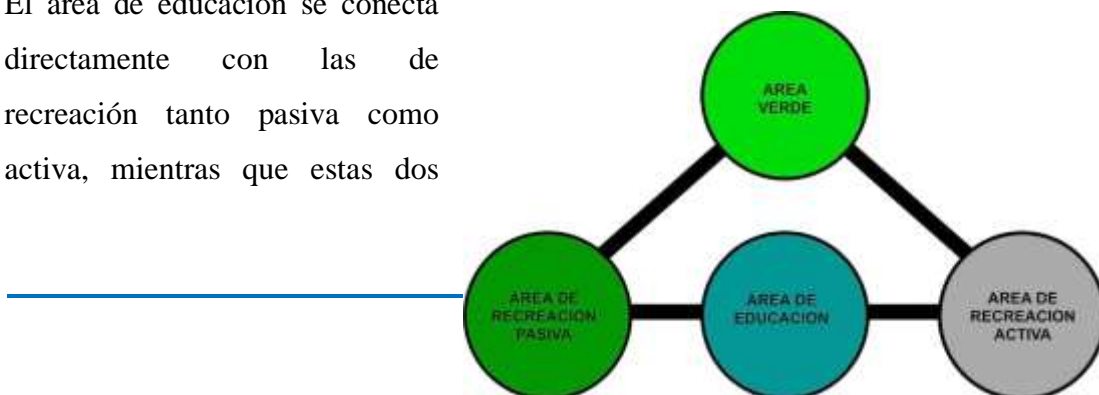 El área de educación se conecta
directamente con las de
recreación tanto pasiva como
activa, mientras que estas dos
AREA
VERDE
AREA DE
RECREACION
PASIVA
AREA DE
EDUCACION
AREA DE
RECREACION
ACTIVA